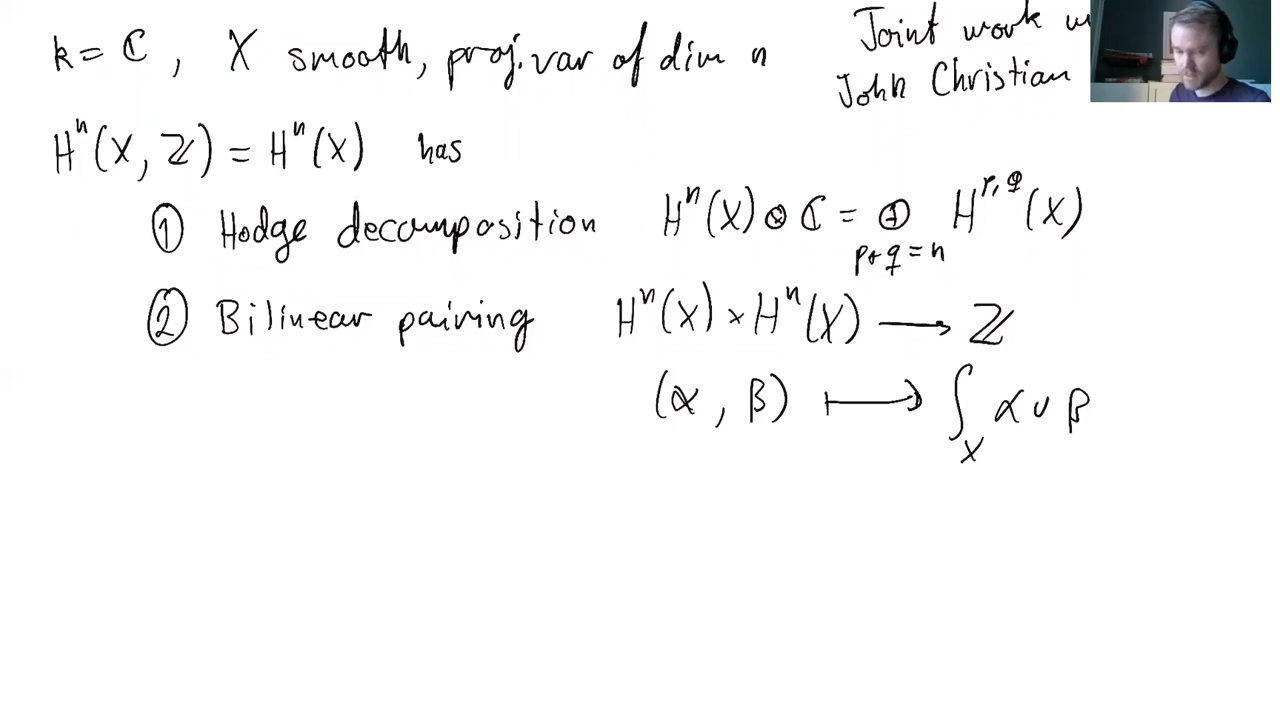 k = ℂ, X smooth, proj. var of dim n
Joint work
John Christian
Hⁿ(X, ℤ) = Hⁿ(X) has
① Hodge decomposition Hⁿ(X) ⊗ ℂ = ⊕ H^{p,q}(X)
p+q = n
② Bilinear pairing Hⁿ(X) × Hⁿ(X) ⟶ ℤ
(α, β) ⟼ ∫_X α ∪ β